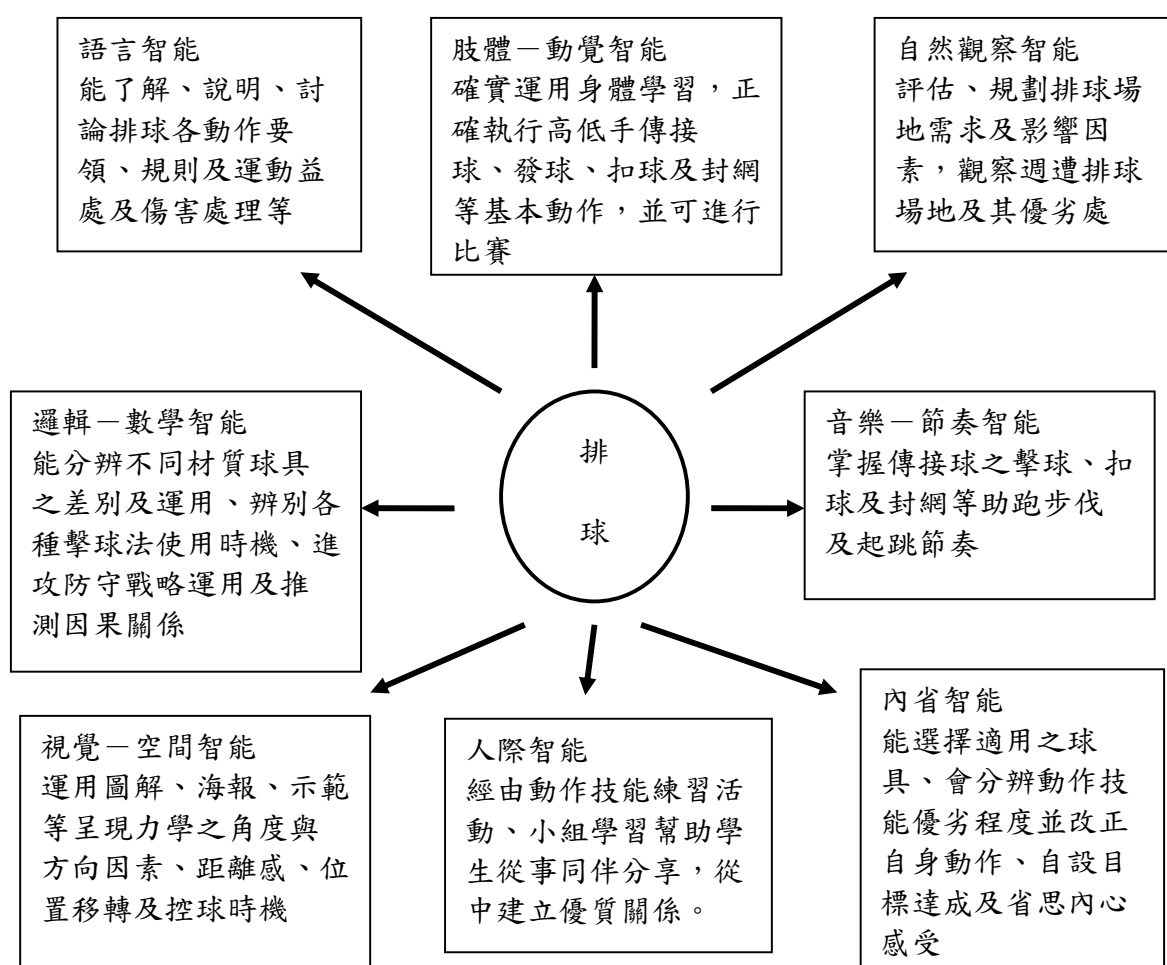 語言智能
能了解、說明、討
論排球各動作要
領、規則及運動益
處及傷害處理等
肢體－動覺智能
確實運用身體學習，正
確執行高低手傳接
球、發球、扣球及封網
等基本動作，並可進行
比賽
自然觀察智能
評估、規劃排球場
地需求及影響因
素，觀察週遭排球
場地及其優劣處
邏輯－數學智能
能分辨不同材質球具
之差別及運用、辨別各
種擊球法使用時機、進
攻防守戰略運用及推
測因果關係
排
球
音樂－節奏智能
掌握傳接球之擊球、扣
球及封網等助跑步伐
及起跳節奏
視覺－空間智能
運用圖解、海報、示範
等呈現力學之角度與
方向因素、距離感、位
置移轉及控球時機
人際智能
經由動作技能練習活
動、小組學習幫助學
生從事同伴分享，從
中建立優質關係。
內省智能
能選擇適用之球
具、會分辨動作技
能優劣程度並改正
自身動作、自設目
標達成及省思內心
感受